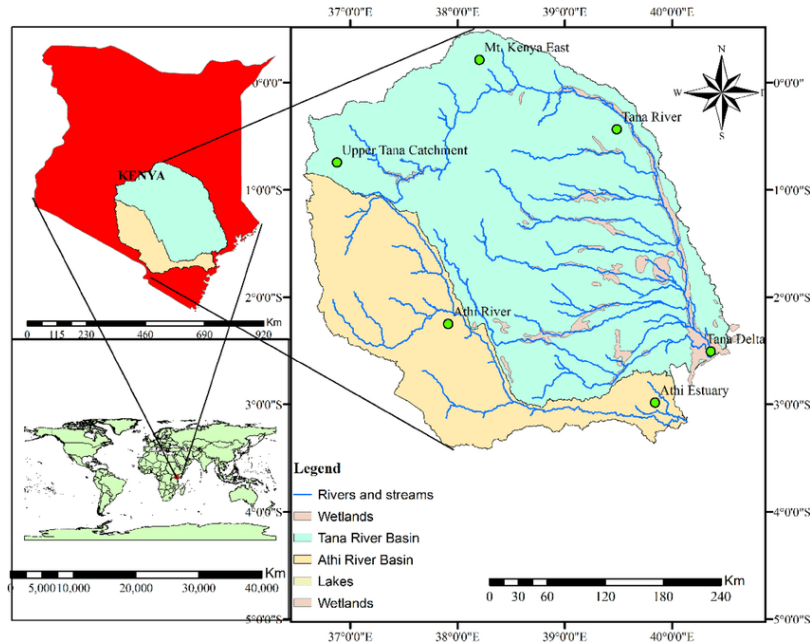 37°0'0"E 38°0'0"E 39°0'0"E 40°0'0"E
Mt. Kenya East
N
W
S
0°0'0"S
Tana River
Upper Tana Catchment
KENYA
1°0'0"S
2°0'0"S
Athi River
0 115 230 460 690 920
Km
Tana Delta
Athi Estuary
3°0'0"S
Legend
Rivers and streams
Wetlands
Tana River Basin
Athi River Basin
Lakes
Wetlands
4°0'0"S
Km
0 5,000 10,000 20,000 30,000 40,000
Km
0 30 60 120 180 240
5°0'0"S
37°0'0"E 38°0'0"E 39°0'0"E 40°0'0"E